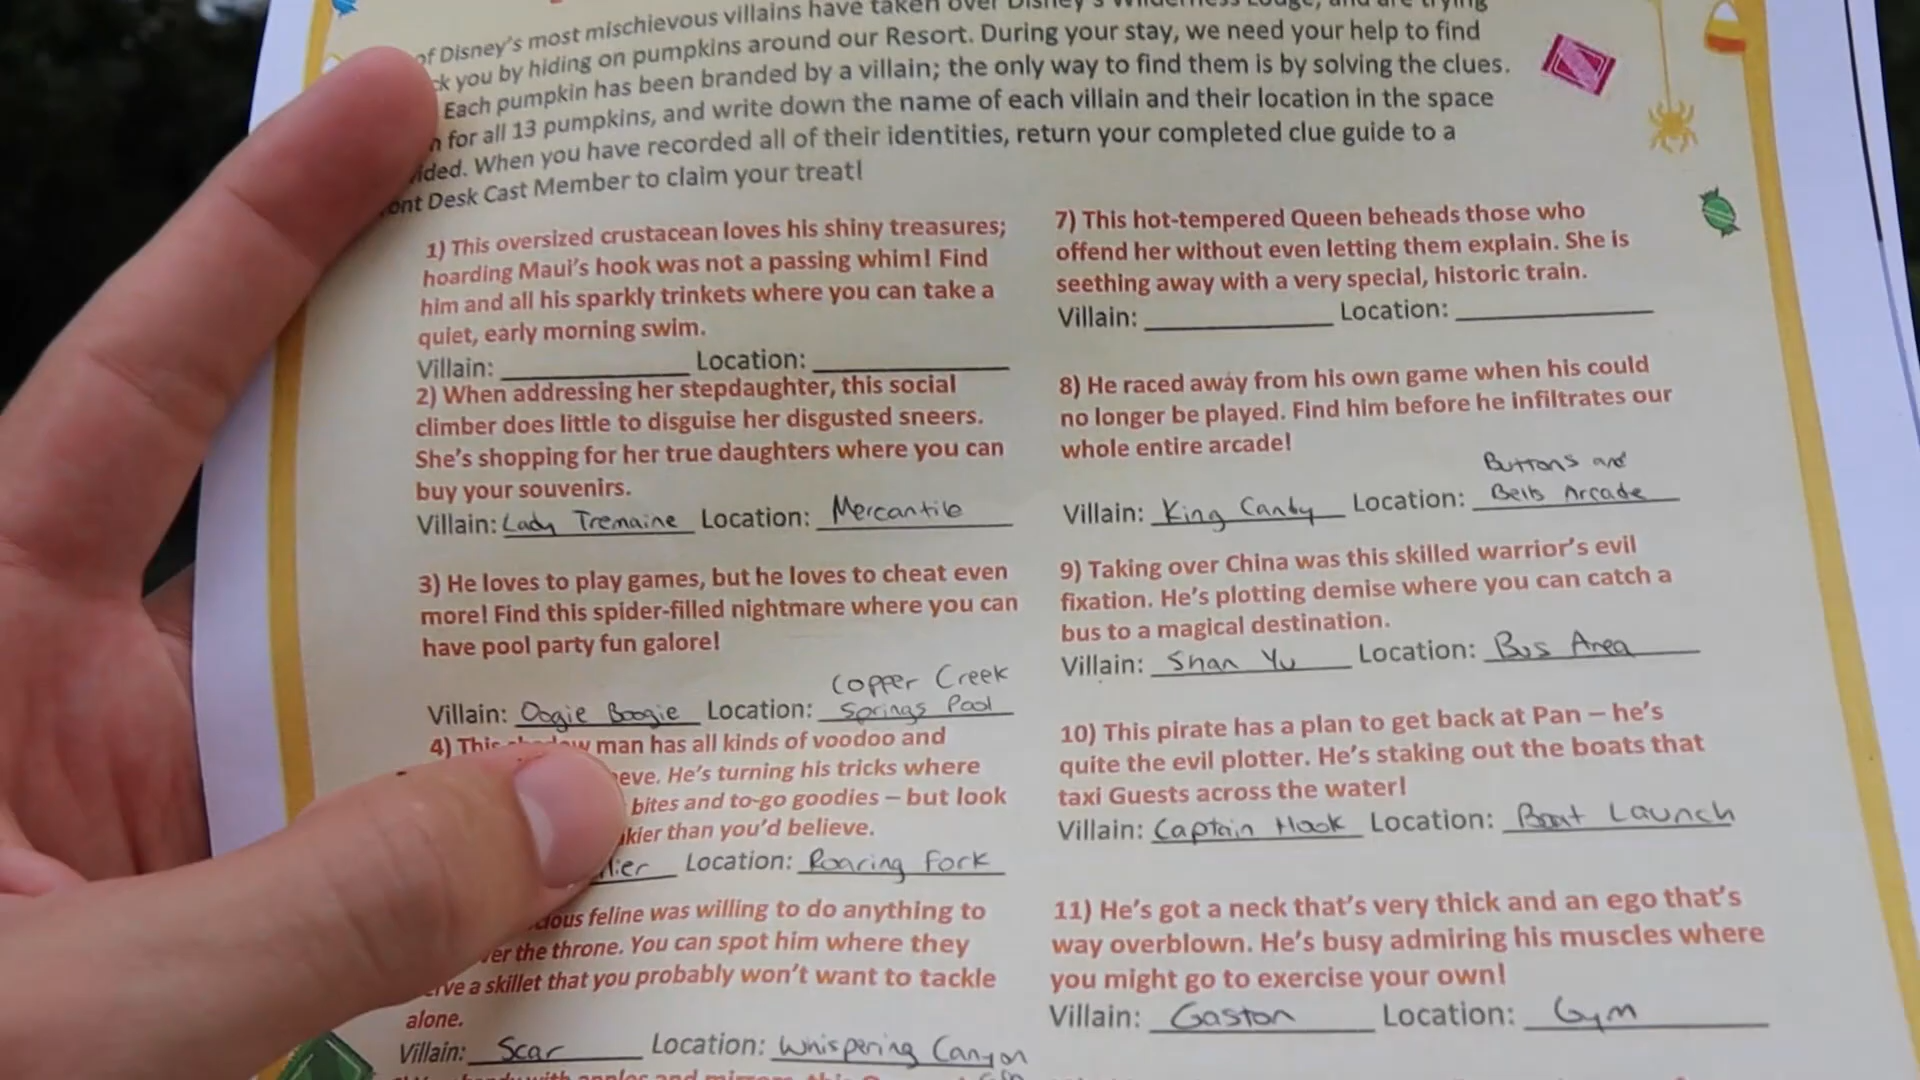 of Disney's most mischievous villains have taken over Disney's Wilderness Lodge, and are trying
you by hiding on pumpkins around our Resort. During your stay, we need your help to find
Each pumpkin has been branded by a villain; the only way to find them is by solving the clues.
for all 13 pumpkins, and write down the name of each villain and their location in the space
When you have recorded all of their identities, return your completed clue guide to a
Desk Cast Member to claim your treat!
1) This oversized crustacean loves his shiny treasures;
hoarding Maui's hook was not a passing whim! Find
him and all his sparkly trinkets where you can take a
quiet, early morning swim.
Villain: Location:
2) When addressing her stepdaughter, this social
climber does little to disguise her disgusted sneers.
She's shopping for her true daughters where you can
buy your souvenirs.
Villain: Lady Tremaine Location: Mercantile
3) He loves to play games, but he loves to cheat even
more! Find this spider-filled nightmare where you can
have pool party fun galore!
Copper Creek
Villain: Oogie Boogie Location: Springs Pool
4) This man has all kinds of voodoo and
He's turning his tricks where
bites and to-go goodies – but look
than you'd believe.
Location: Roaring Fork
feline was willing to do anything to
the throne. You can spot him where they
a skillet that you probably won't want to tackle
alone.
Villain: Scar Location: Whispering Canyon
7) This hot-tempered Queen beheads those who
offend her without even letting them explain. She is
seething away with a very special, historic train.
Villain: Location:
8) He raced away from his own game when his could
no longer be played. Find him before he infiltrates our
whole entire arcade!
Buttons and
Villain: King Candy Location: Bells Arcade
9) Taking over China was this skilled warrior's evil
fixation. He's plotting demise where you can catch a
bus to a magical destination.
Villain: Shan Yu Location: Bus Area
10) This pirate has a plan to get back at Pan – he's
quite the evil plotter. He's staking out the boats that
taxi Guests across the water!
Villain: Captain Hook Location: Boat Launch
11) He's got a neck that's very thick and an ego that's
way overblown. He's busy admiring his muscles where
you might go to exercise your own!
Villain: Gaston Location: Gym